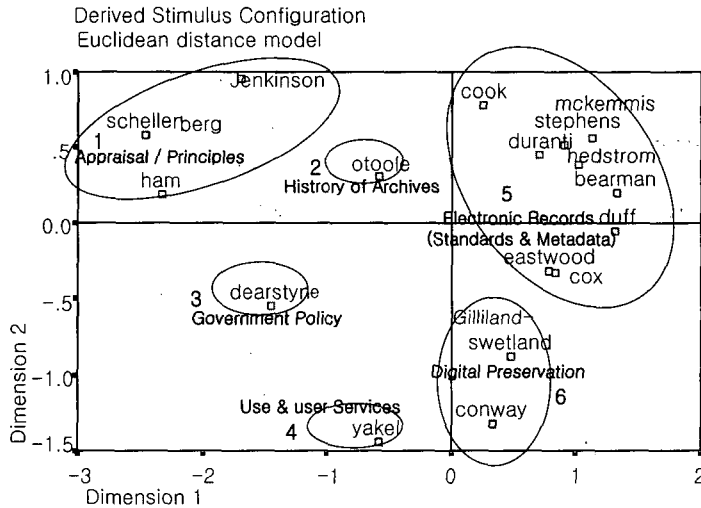 Derived Stimulus Configuration
Euclidean distance model
1.0
Jenkinson
cook
mckemmis
schellenberg
stephens
1
.5
Appraisal / Principles
duranti
hedstrom
2
otoole
ham
Histrory of Archives
bearman
5
0.0
Electronic Records
duff
(Standards & Metadata)
eastwood
cox
3
dearstyne
-.5
Government Policy
Gilliland-
swetland
Digital Preservation
-1.0
Use & user Services
conway
6
4
yakel
-1.5
-3
-2
-1
0
1
2
Dimension 1
Dimension 2